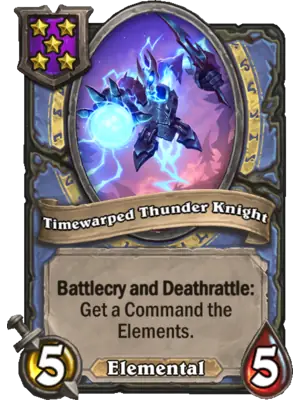 Timewarped Thunder Knight
Battlecry and Deathrattle:
Get a Command the
Elements.
5
Elemental
5